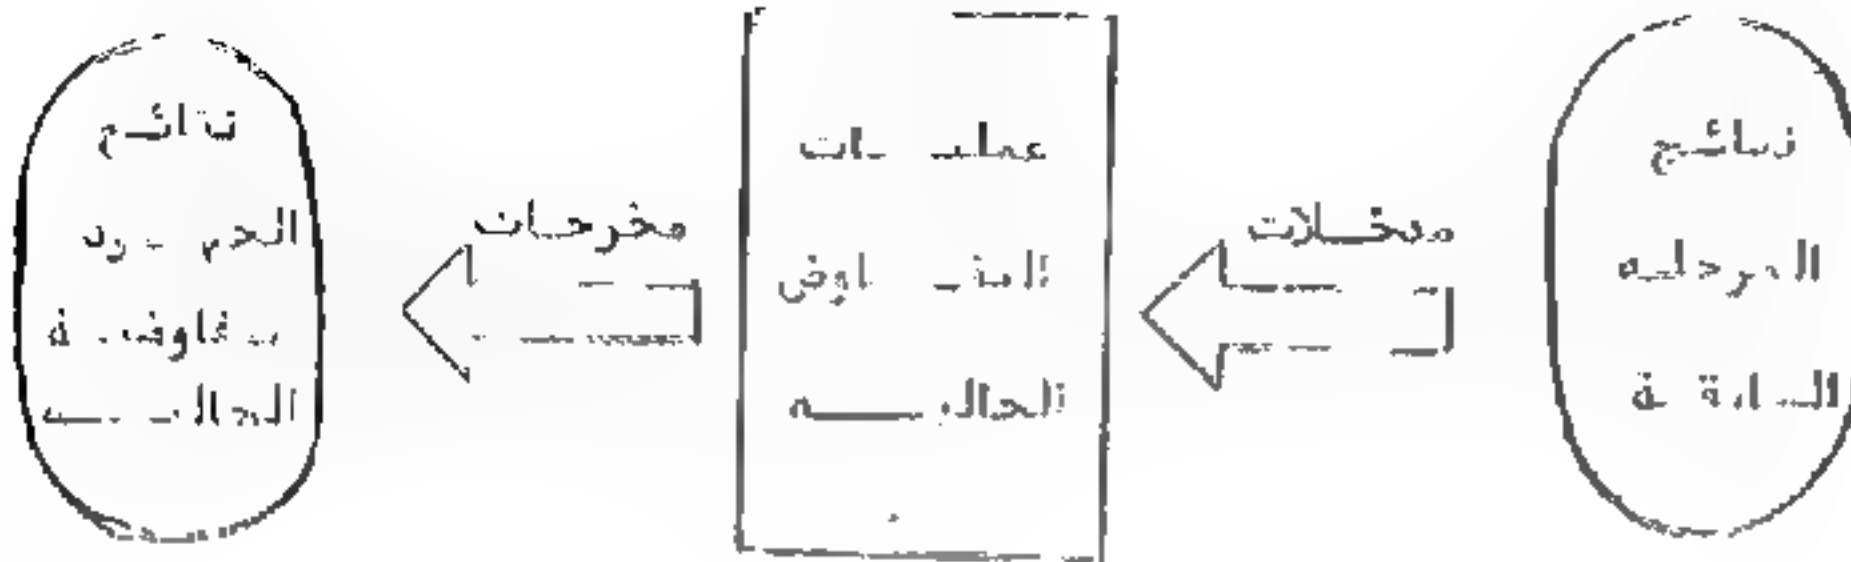 نتائج
المرحلة
السابقة
مدخلات
عمليات
التفاوض
الحالية
مخرجات
نتائج
الحالية